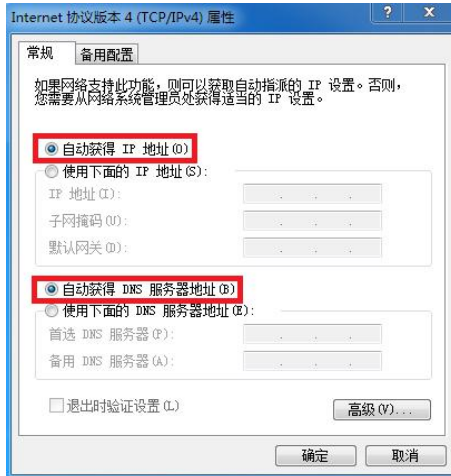 Internet 协议版本 4 (TCP/IPv4) 属性
? X
常规 备用配置
如果网络支持此功能，则可以获取自动指派的 IP 设置。否则，
您需要从网络系统管理员处获得适当的 IP 设置。
自动获得 IP 地址(O)
使用下面的 IP 地址(S):
IP 地址(I):
子网掩码(U):
默认网关(D):
自动获得 DNS 服务器地址(B)
使用下面的 DNS 服务器地址(E):
首选 DNS 服务器(P):
备用 DNS 服务器(A):
退出时验证设置(L)
高级(V)...
确定 取消